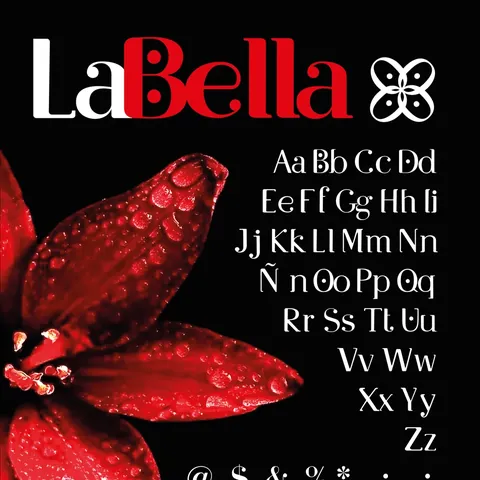 LaBella
Aa Bb Cc Dd
Ee Ff Gg Hh Ii
Jj Kk Ll Mm Nn
Ñ n Oo Pp Qq
Rr Ss Tt Uu
Vv Ww
Xx Yy
Zz
@ $ & % *